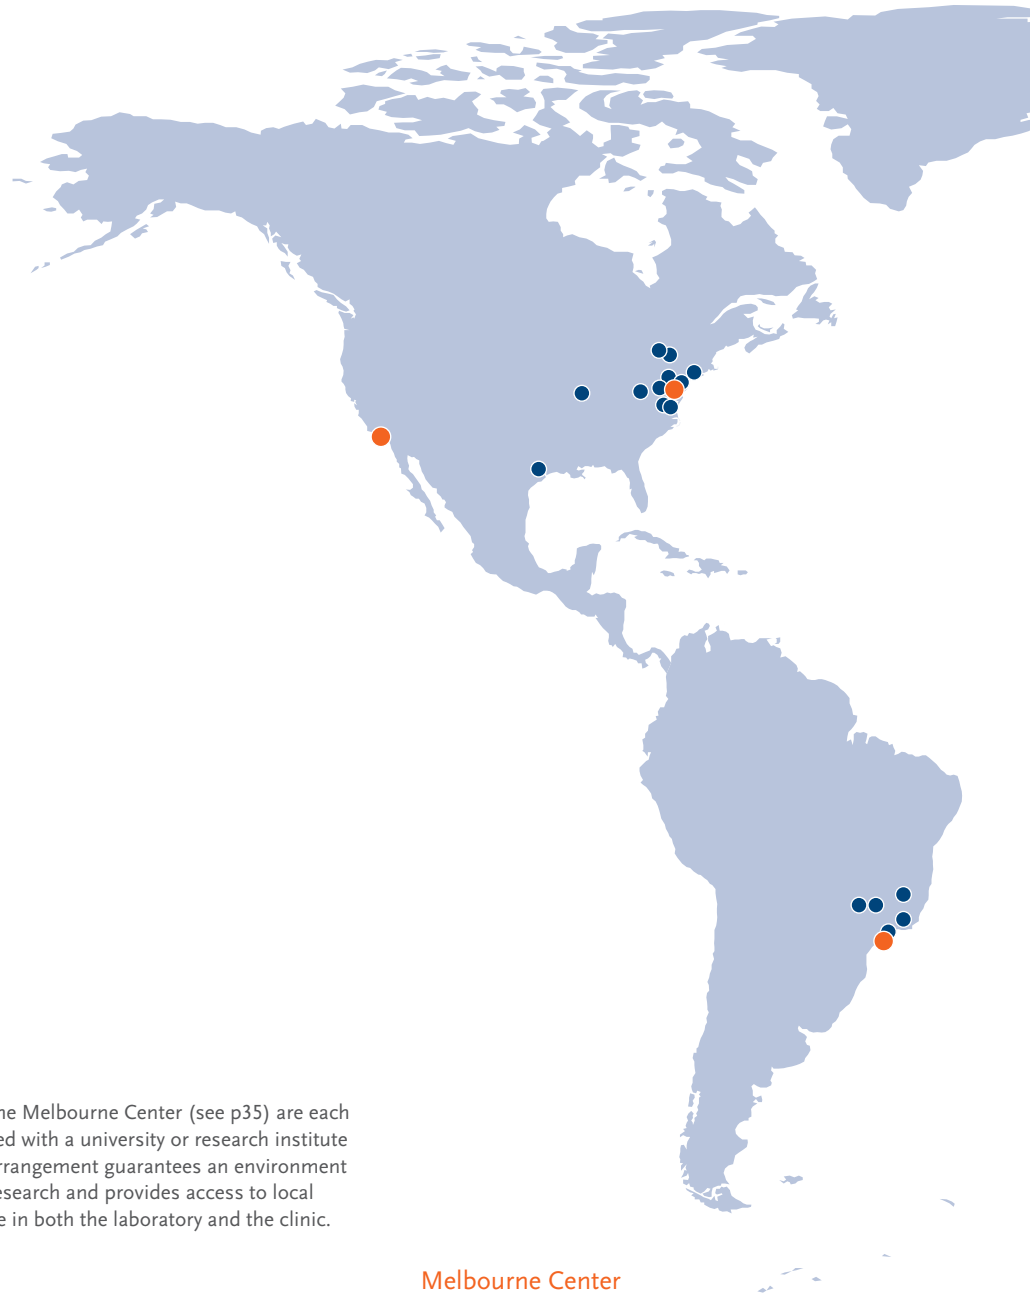 ne Melbourne Center (see p35) are each
ed with a university or research institute
rrangement guarantees an environment
esearch and provides access to local
e in both the laboratory and the clinic.
Melbourne Center